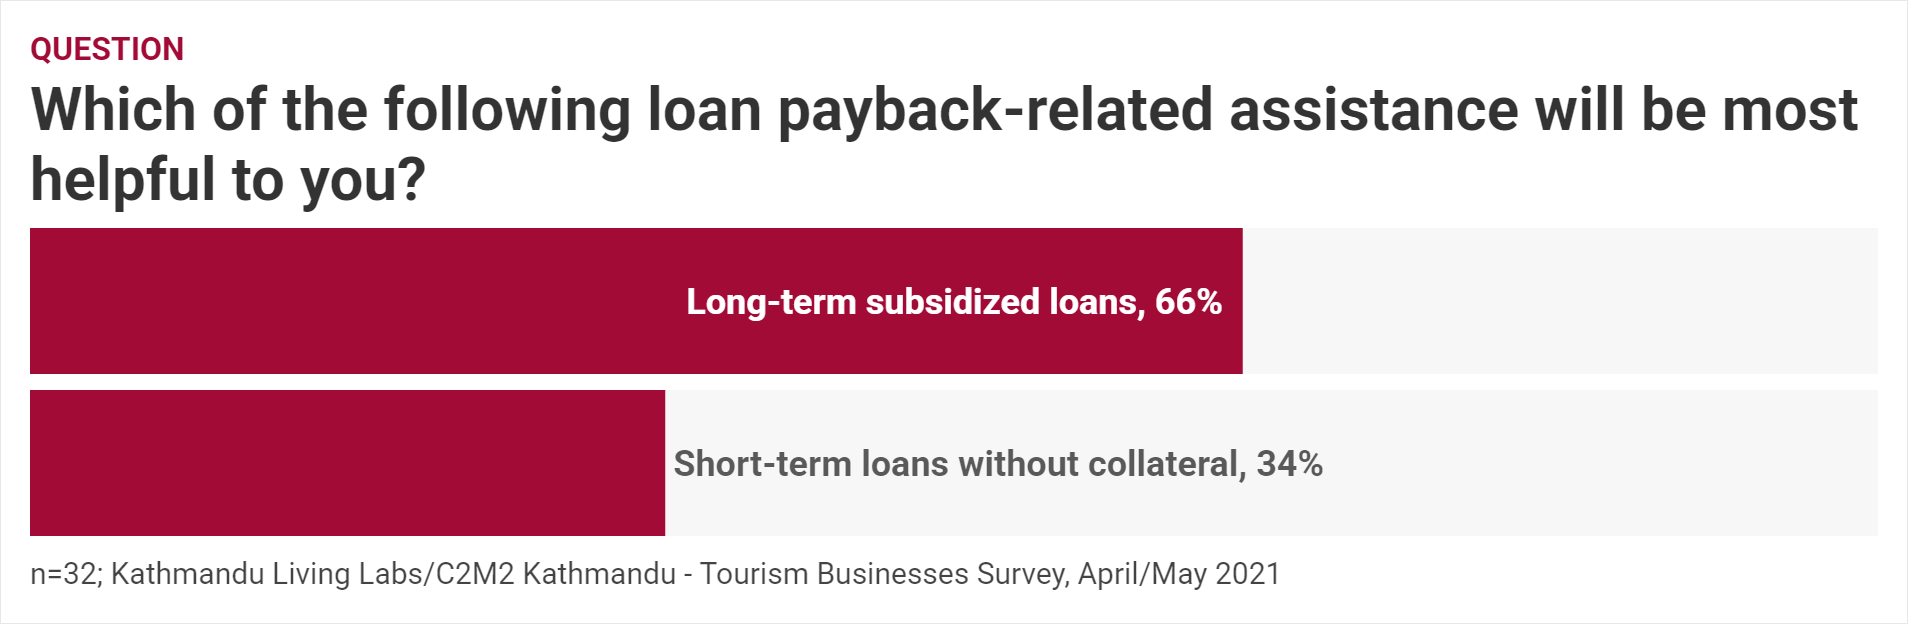 QUESTION
Which of the following loan payback-related assistance will be most
helpful to you?
Long-term subsidized loans, 66%
Short-term loans without collateral, 34%
n=32; Kathmandu Living Labs/C2M2 Kathmandu - Tourism Businesses Survey, April/May 2021